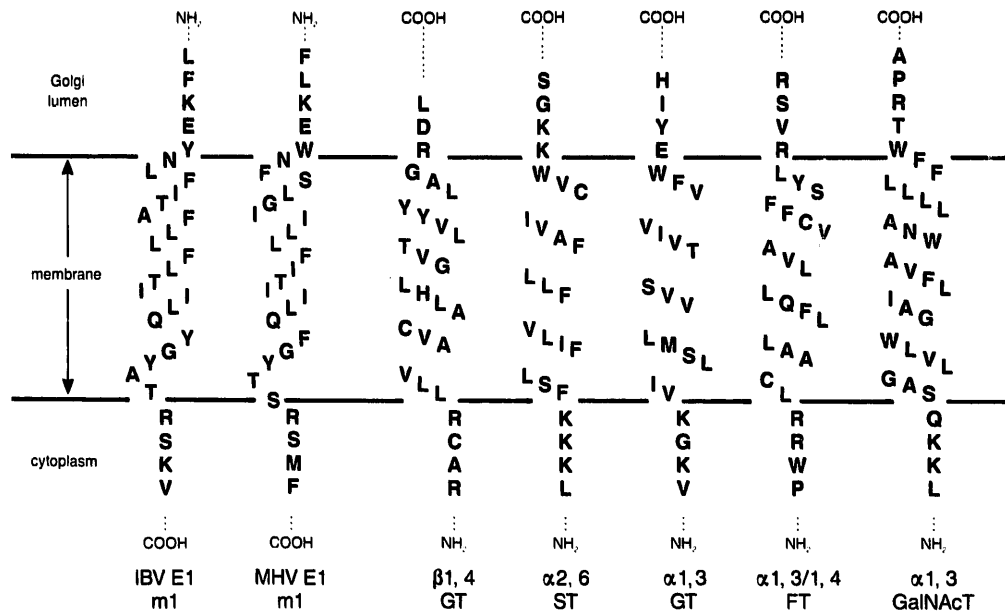 NH₂ NH₂ COOH COOH COOH COOH COOH
L F A
Golgi F L S H R P
lumen K K L G I S R
E E D K Y V T
Y W R K E R W
L N F N G A L W V C W F V L Y S F F
A T I F I G L S Y Y V L I V A F V I V T F F C V L L L L
L L F L L I T V G L L F S V V A V L A N W
membrane I T L F I T I F L H L A V L I F L M S L L Q F L A V F L
Q L I Q L I C V A L S F I V L A A I A G
A Y G Y T Y G F V L L C L W L V L
T S G A S
R R R K K R Q
S S C K G R K
cytoplasm K M A K K W K
V F R L V P L
COOH COOH NH₂ NH₂ NH₂ NH₂ NH₂
IBV E1 MHV E1 β1, 4 α2, 6 α1, 3 α1, 3/1, 4 α1, 3
m1 m1 GT ST GT FT GalNAcT